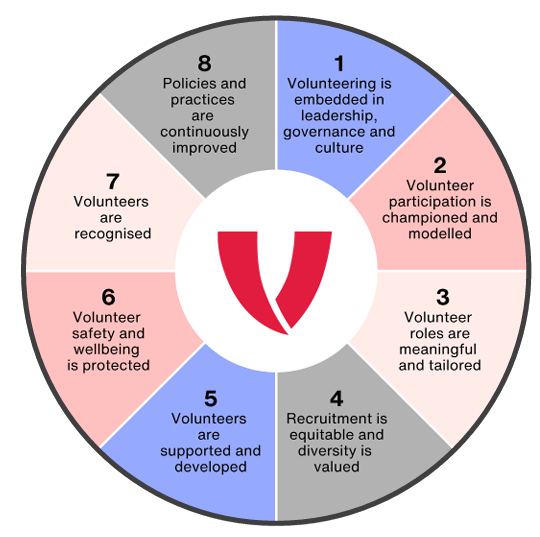 1
Volunteering is
embedded in
leadership,
governance and
culture
2
Volunteer
participation is
championed and
modelled
3
Volunteer
roles are
meaningful
and tailored
4
Recruitment is
equitable and
diversity is
valued
5
Volunteers
are
supported and
developed
6
Volunteer
safety and
wellbeing
is protected
7
Volunteers
are
recognised
8
Policies and
practices
are
continuously
improved